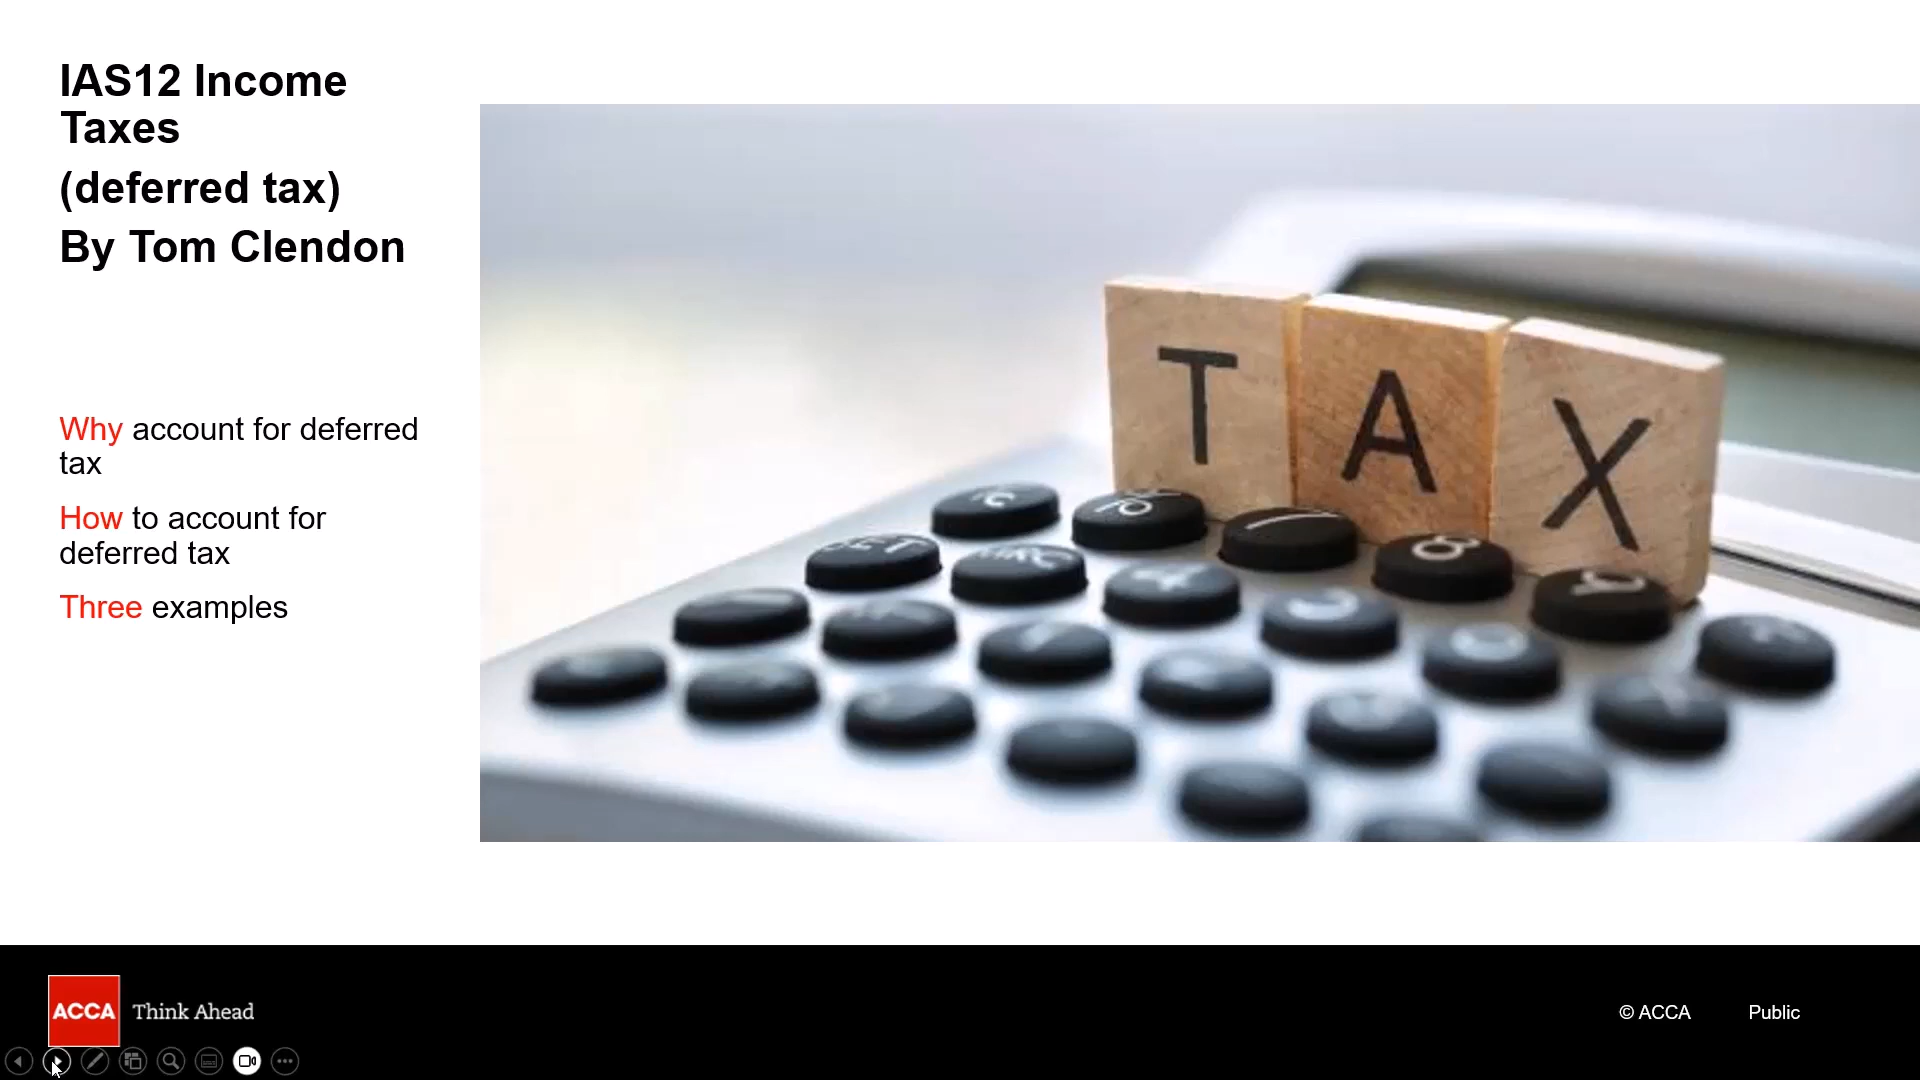 IAS12 Income
Taxes
(deferred tax)
By Tom Clendon
Why account for deferred
tax
How to account for
deferred tax
Three examples
TAX
ACCA
Think Ahead
© ACCA
Public